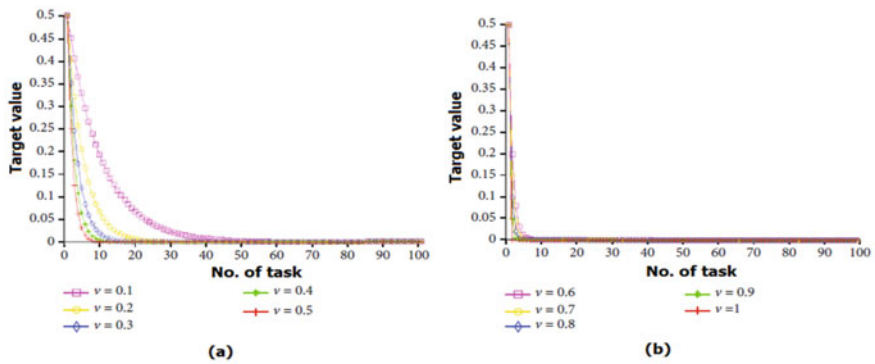 0.5
0.45
0.4
0.35
0.3
0.25
0.2
0.15
0.1
0.05
0
Target value
0 10 20 30 40 50 60 70 80 90 100
No. of task
v = 0.1
v = 0.2
v = 0.3
v = 0.4
v = 0.5
(a)
0.5
0.45
0.4
0.35
0.3
0.25
0.2
0.15
0.1
0.05
0
Target value
0 10 20 30 40 50 60 70 80 90 100
No. of task
v = 0.6
v = 0.7
v = 0.8
v = 0.9
v =1
(b)